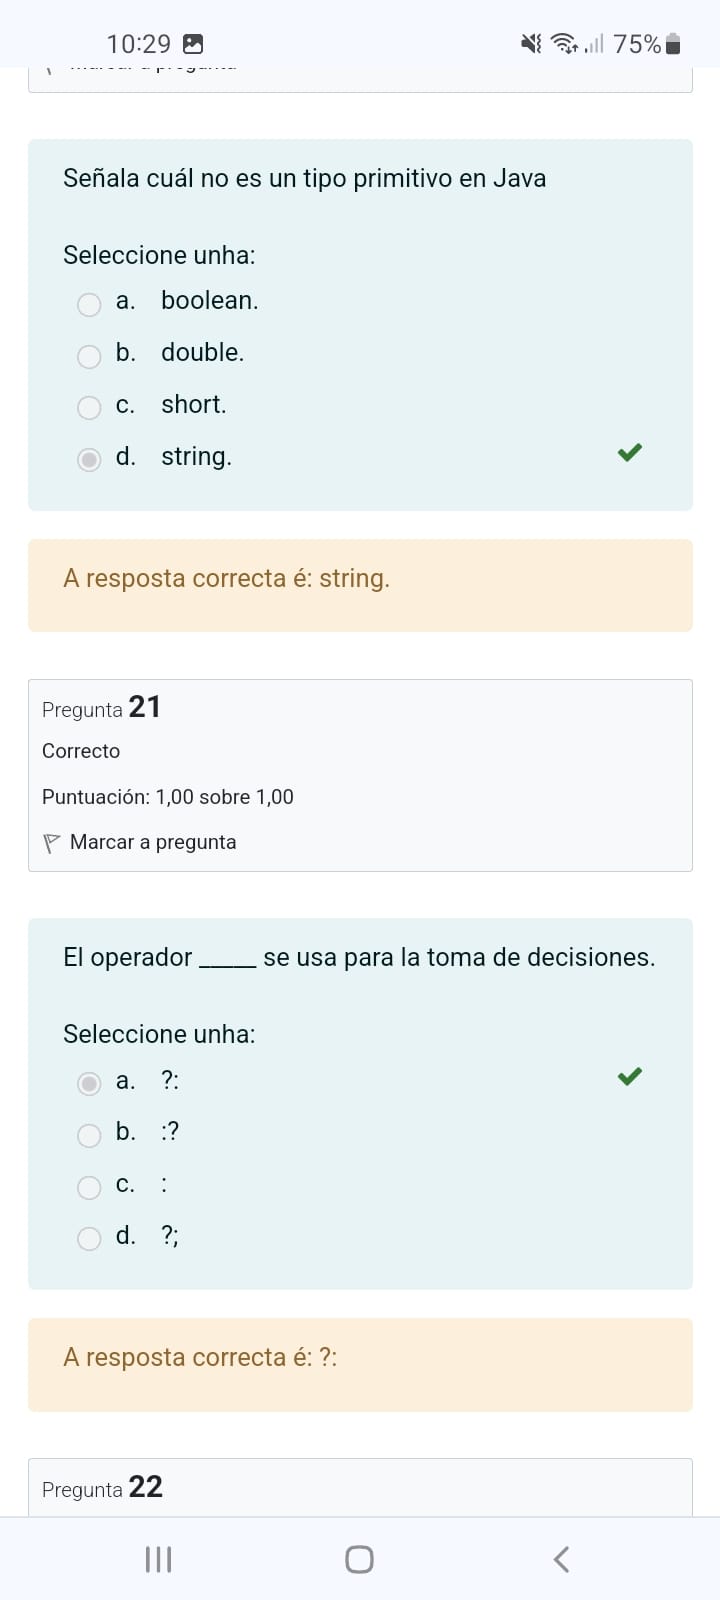 10:29
75%
Señala cuál no es un tipo primitivo en Java
Seleccione unha:
a. boolean.
b. double.
c. short.
d. string.
A resposta correcta é: string.
Pregunta 21
Correcto
Puntuación: 1,00 sobre 1,00
Marcar a pregunta
El operador _____ se usa para la toma de decisiones.
Seleccione unha:
a. ?:
b. :?
c. :
d. ?;
A resposta correcta é: ?:
Pregunta 22